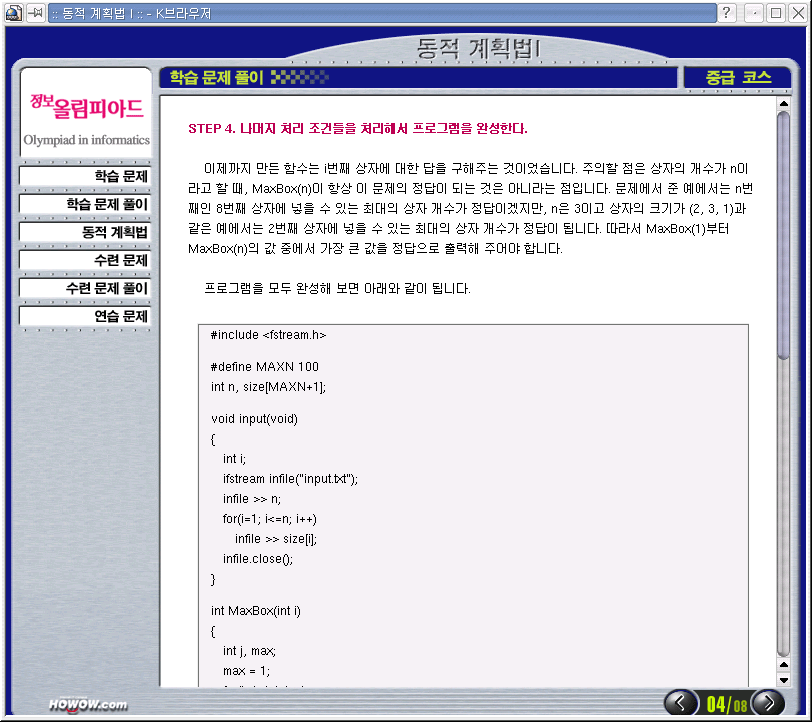 :: 동적 계획법 I :: - K브라우저
동적 계획법I
학습 문제 풀이
중급 코스
정보올림피아드
Olympiad in informatics
학습 문제
학습 문제 풀이
동적 계획법
수련 문제
수련 문제 풀이
연습 문제
STEP 4. 나머지 처리 조건들을 처리해서 프로그램을 완성한다.
이제까지 만든 함수는 i번째 상자에 대한 답을 구해주는 것이었습니다. 주의할 점은 상자의 개수가 n이
라고 할 때, MaxBox(n)이 항상 이 문제의 정답이 되는 것은 아니라는 점입니다. 문제에서 준 예에서는 n번
째인 8번째 상자에 넣을 수 있는 최대의 상자 개수가 정답이겠지만, n은 3이고 상자의 크기가 (2, 3, 1)과
같은 예에서는 2번째 상자에 넣을 수 있는 최대의 상자 개수가 정답이 됩니다. 따라서 MaxBox(1)부터
MaxBox(n)의 값 중에서 가장 큰 값을 정답으로 출력해 주어야 합니다.
프로그램을 모두 완성해 보면 아래와 같이 됩니다.
#include <fstream.h>
#define MAXN 100
int n, size[MAXN+1];
void input(void)
{
int i;
ifstream infile("input.txt");
infile >> n;
for(i=1; i<=n; i++)
infile >> size[i];
infile.close();
}
int MaxBox(int i)
{
int j, max;
max = 1;
HOWOW.com
04/08